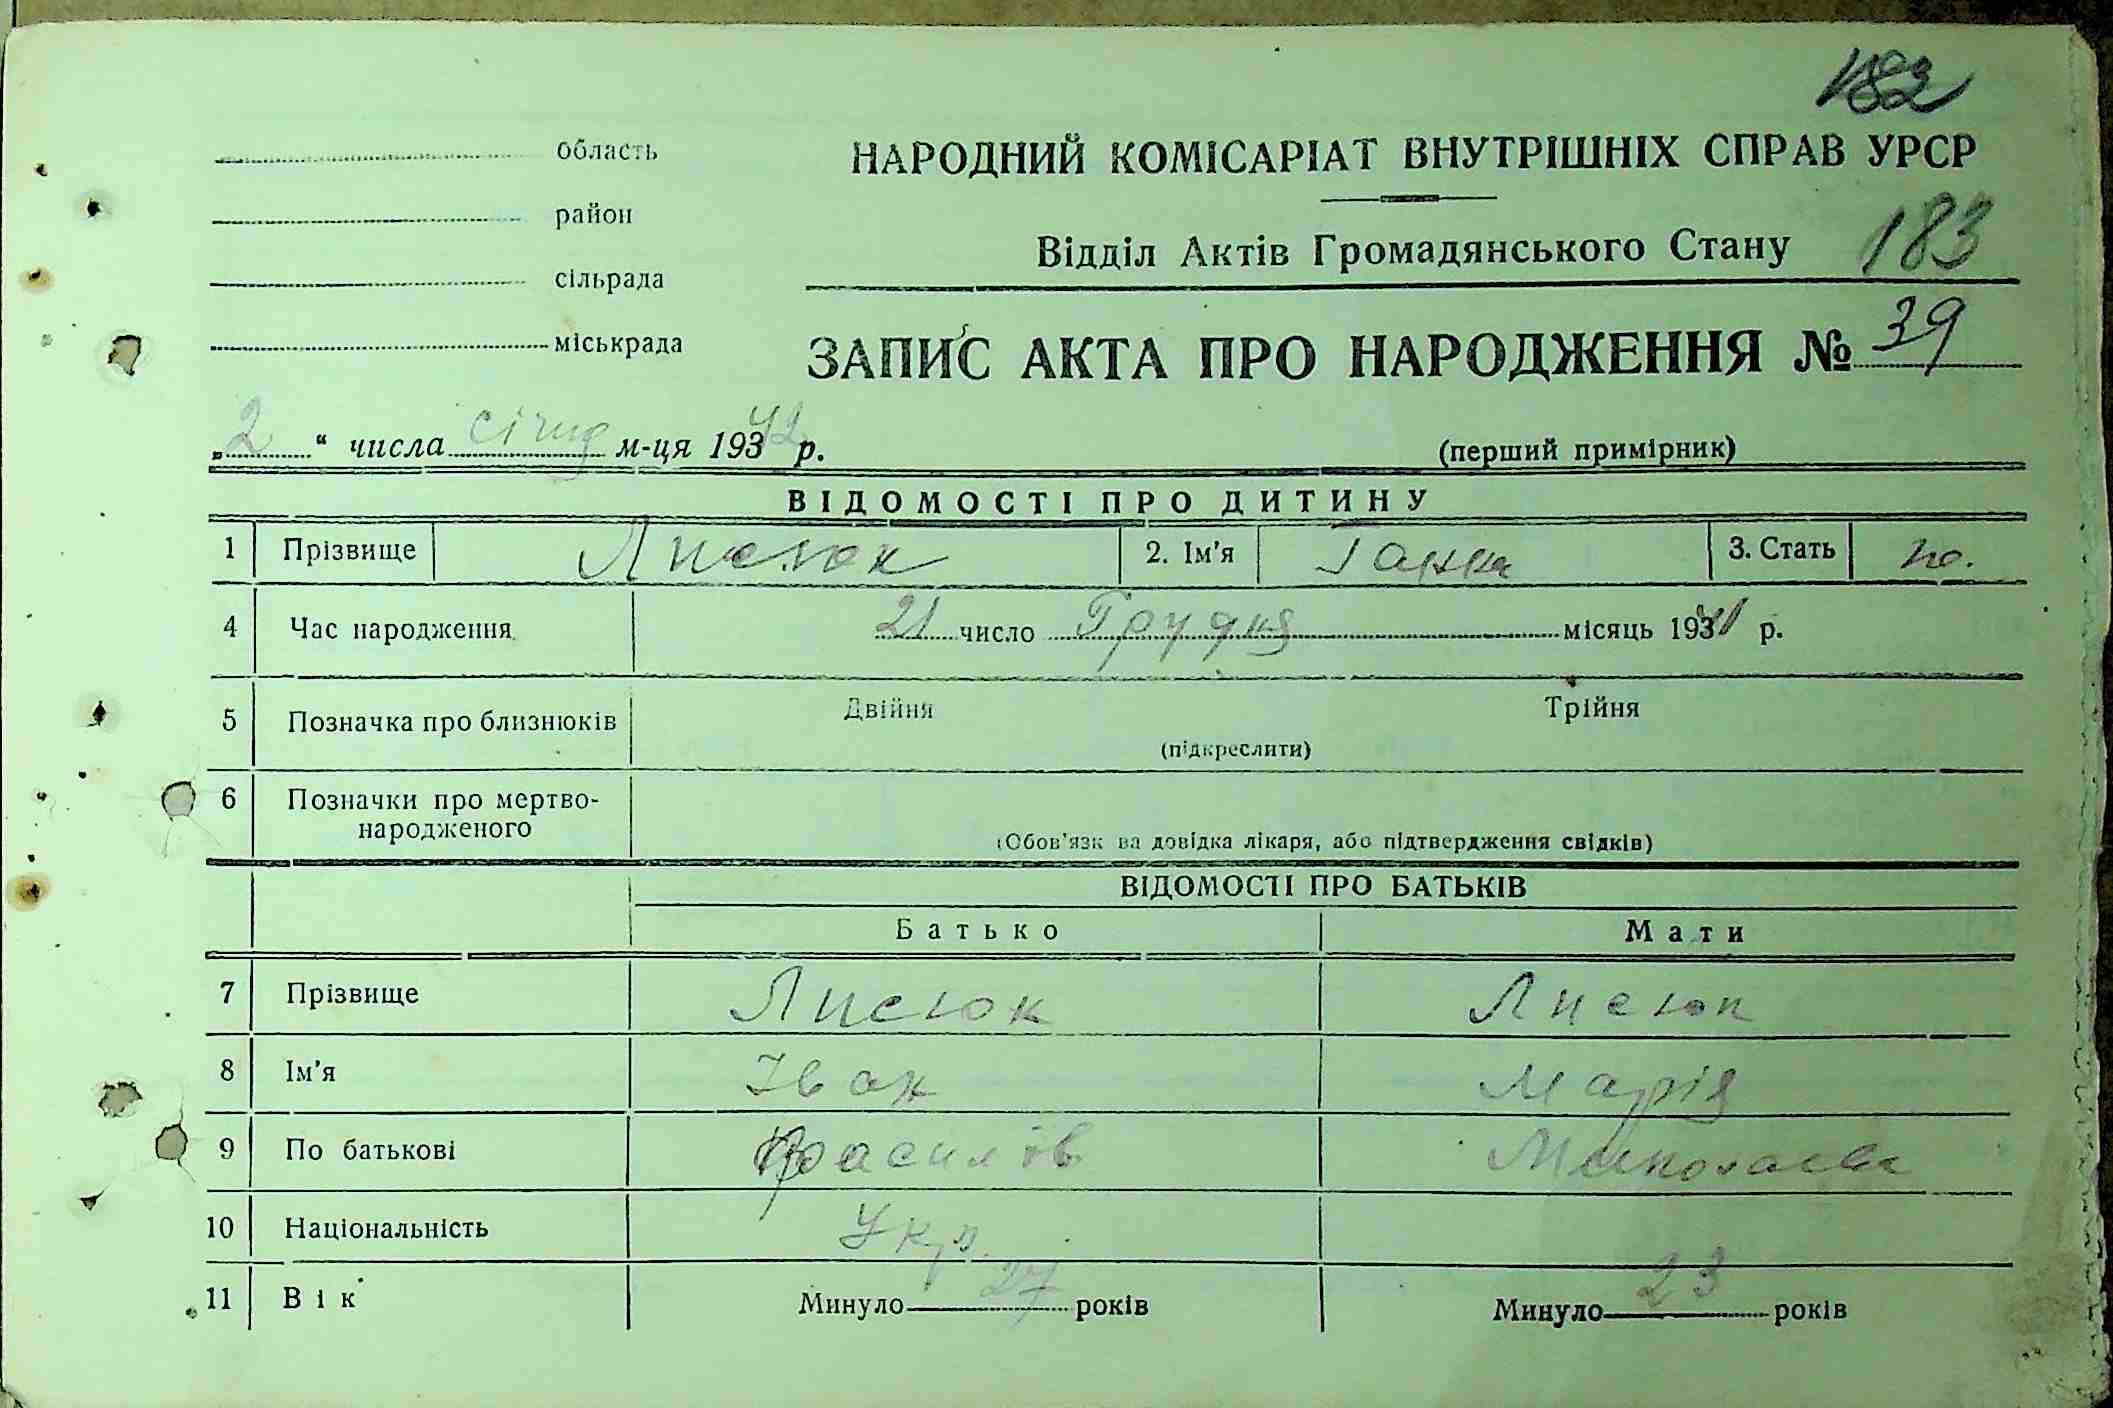 182
область
НАРОДНИЙ КОМІСАРІАТ ВНУТРІШНІХ СПРАВ УРСР
район
Відділ Актів Громадянського Стану 183
сільрада
міськрада
ЗАПИС АКТА ПРО НАРОДЖЕННЯ № 39
„2“ числа січня м-ця 19342 р. (перший примірник)
ВІДОМОСТІ ПРО ДИТИНУ
1 Прізвище Лисюк 2. Ім'я Ганна 3. Стать
4 Час народження 21 число Грудня місяць 1941 р.
5 Позначка про близнюків Двійня Трійня
(підкреслити)
6 Позначки про мертво-
народженого
(Обов'язк ва довідка лікаря, або підтвердження свідків)
ВІДОМОСТІ ПРО БАТЬКІВ
Батько Мати
7 Прізвище Лисюк Лисюк
8 Ім'я Іван Марія
9 По батькові Миколаєва
10 Національність Укр.
11 Вік Минуло 27 років Минуло 23 років